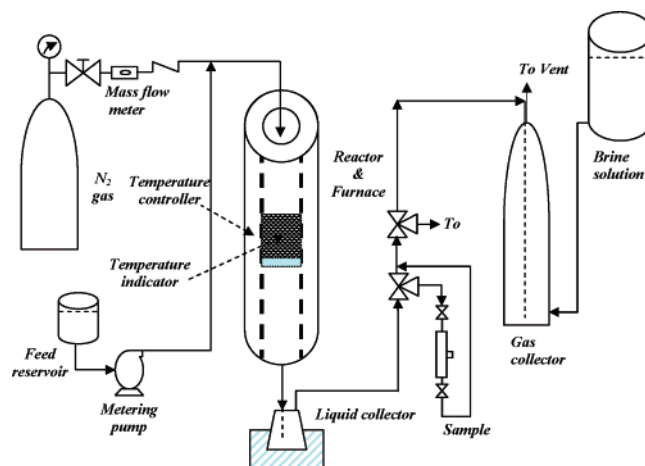 To Vent
Mass flow
meter
Brine
solution
N2
gas
Temperature
controller
Reactor
&
Furnace
To
Temperature
indicator
Feed
reservoir
Metering
pump
Liquid collector
Sample
Gas
collector